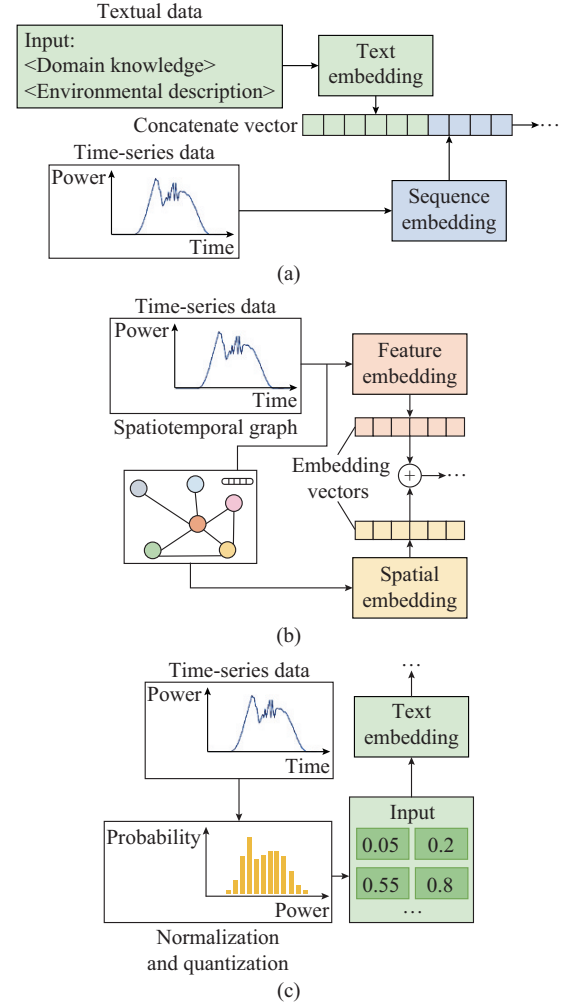 Textual data
Input:
<Domain knowledge>
<Environmental description>
Text
embedding
Concatenate vector
...
Time-series data
Power
Time
Sequence
embedding
(a)
Time-series data
Power
Time
Feature
embedding
Spatiotemporal graph
Embedding
vectors
+
...
Spatial
embedding
(b)
...
Time-series data
Power
Time
Text
embedding
Probability
Power
Input
0.05 0.2
0.55 0.8
...
Normalization
and quantization
(c)